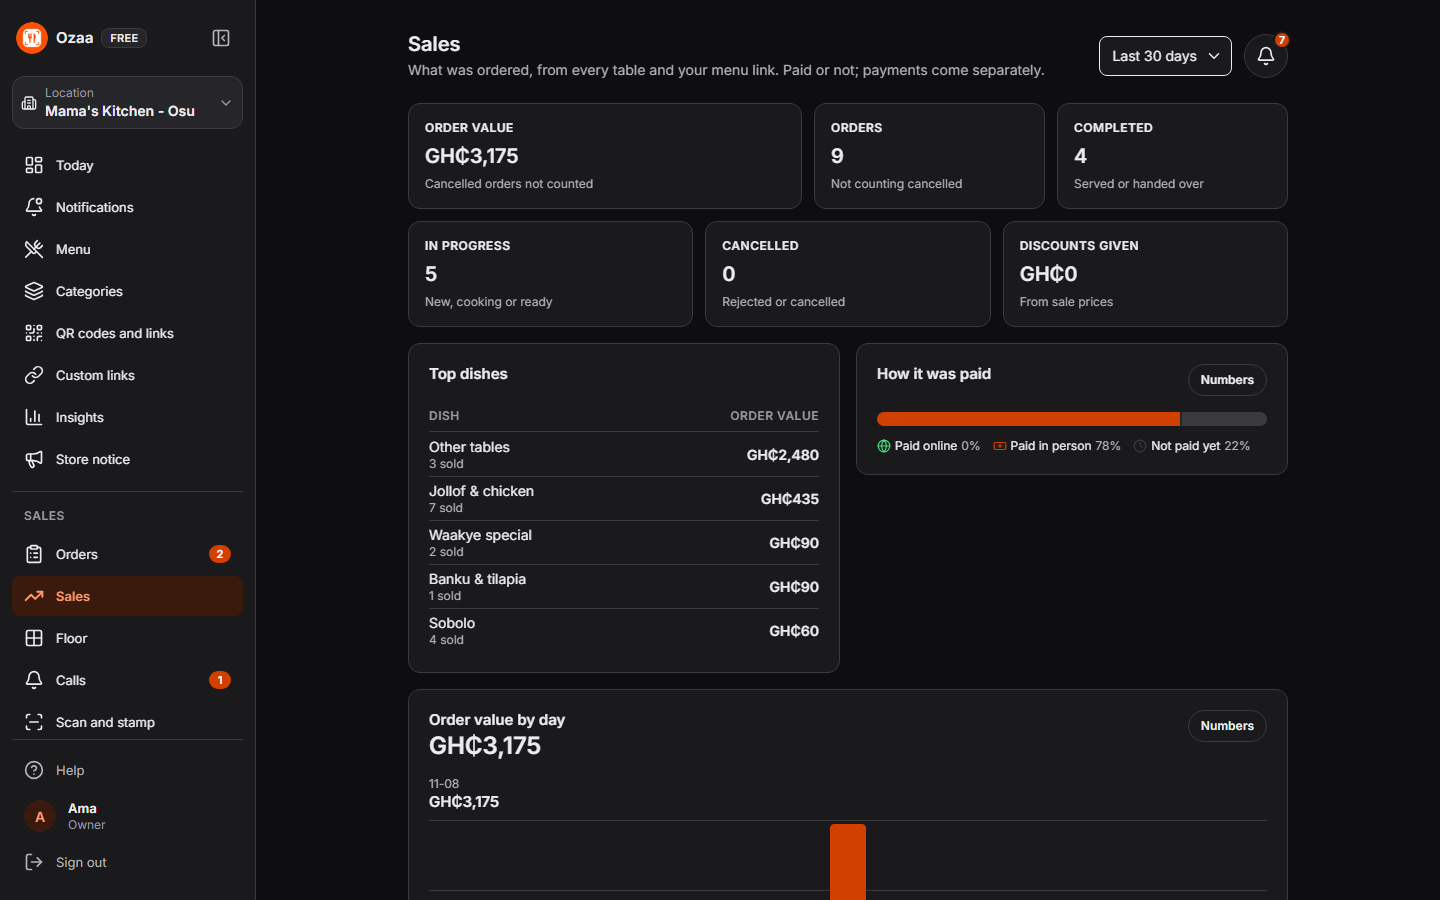 Ozaa FREE
Location
Mama's Kitchen - Osu
Today
Notifications
Menu
Categories
QR codes and links
Custom links
Insights
Store notice
SALES
Orders 2
Sales
Floor
Calls 1
Scan and stamp
Help
A
Ama
Owner
Sign out
Sales
What was ordered, from every table and your menu link. Paid or not; payments come separately.
Last 30 days
7
ORDER VALUE
GH₵3,175
Cancelled orders not counted
ORDERS
9
Not counting cancelled
COMPLETED
4
Served or handed over
IN PROGRESS
5
New, cooking or ready
CANCELLED
0
Rejected or cancelled
DISCOUNTS GIVEN
GH₵0
From sale prices
Top dishes
DISH ORDER VALUE
Other tables
3 sold
GH₵2,480
Jollof & chicken
7 sold
GH₵435
Waakye special
2 sold
GH₵90
Banku & tilapia
1 sold
GH₵90
Sobolo
4 sold
GH₵60
How it was paid
Numbers
Paid online 0% Paid in person 78% Not paid yet 22%
Order value by day
GH₵3,175
Numbers
11-08
GH₵3,175